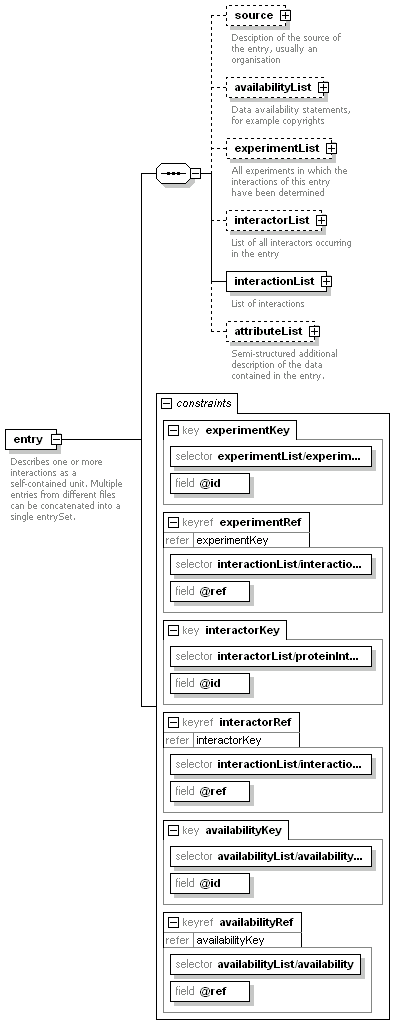 source
Desciption of the source of
the entry, usually an
organisation
availabilityList
Data availability statements,
for example copyrights
experimentList
All experiments in which the
interactions of this entry
have been determined
interactorList
List of all interactors occurring
in the entry
interactionList
List of interactions
attributeList
Semi-structured additional
description of the data
contained in the entry.
entry
Describes one or more
interactions as a
self-contained unit. Multiple
entries from different files
can be concatenated into a
single entrySet.
constraints
key experimentKey
selector experimentList/experim...
field @id
keyref experimentRef
refer experimentKey
selector interactionList/interactio...
field @ref
key interactorKey
selector interactorList/proteinInt...
field @id
keyref interactorRef
refer interactorKey
selector interactionList/interactio...
field @ref
key availabilityKey
selector availabilityList/availability...
field @id
keyref availabilityRef
refer availabilityKey
selector availabilityList/availability
field @ref